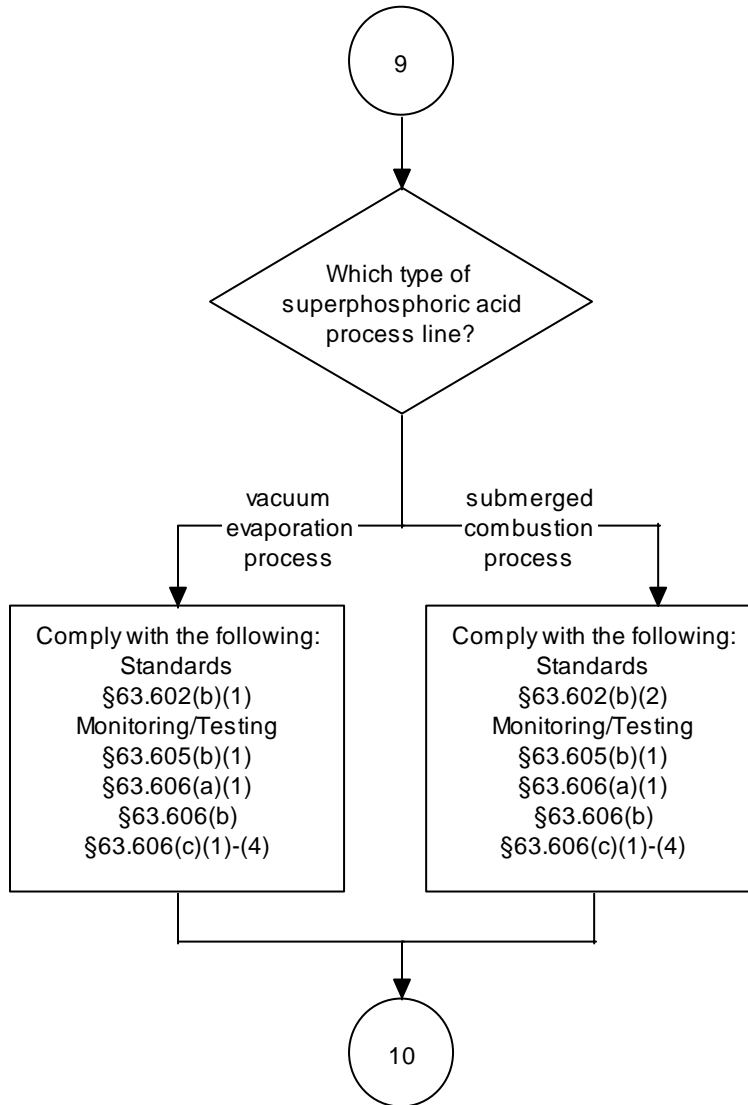 9
Which type of
superphosphoric acid
process line?
vacuum
evaporation
process
submerged
combustion
process
Comply with the following:
Standards
§63.602(b)(1)
Monitoring/Testing
§63.605(b)(1)
§63.606(a)(1)
§63.606(b)
§63.606(c)(1)-(4)
Comply with the following:
Standards
§63.602(b)(2)
Monitoring/Testing
§63.605(b)(1)
§63.606(a)(1)
§63.606(b)
§63.606(c)(1)-(4)
10